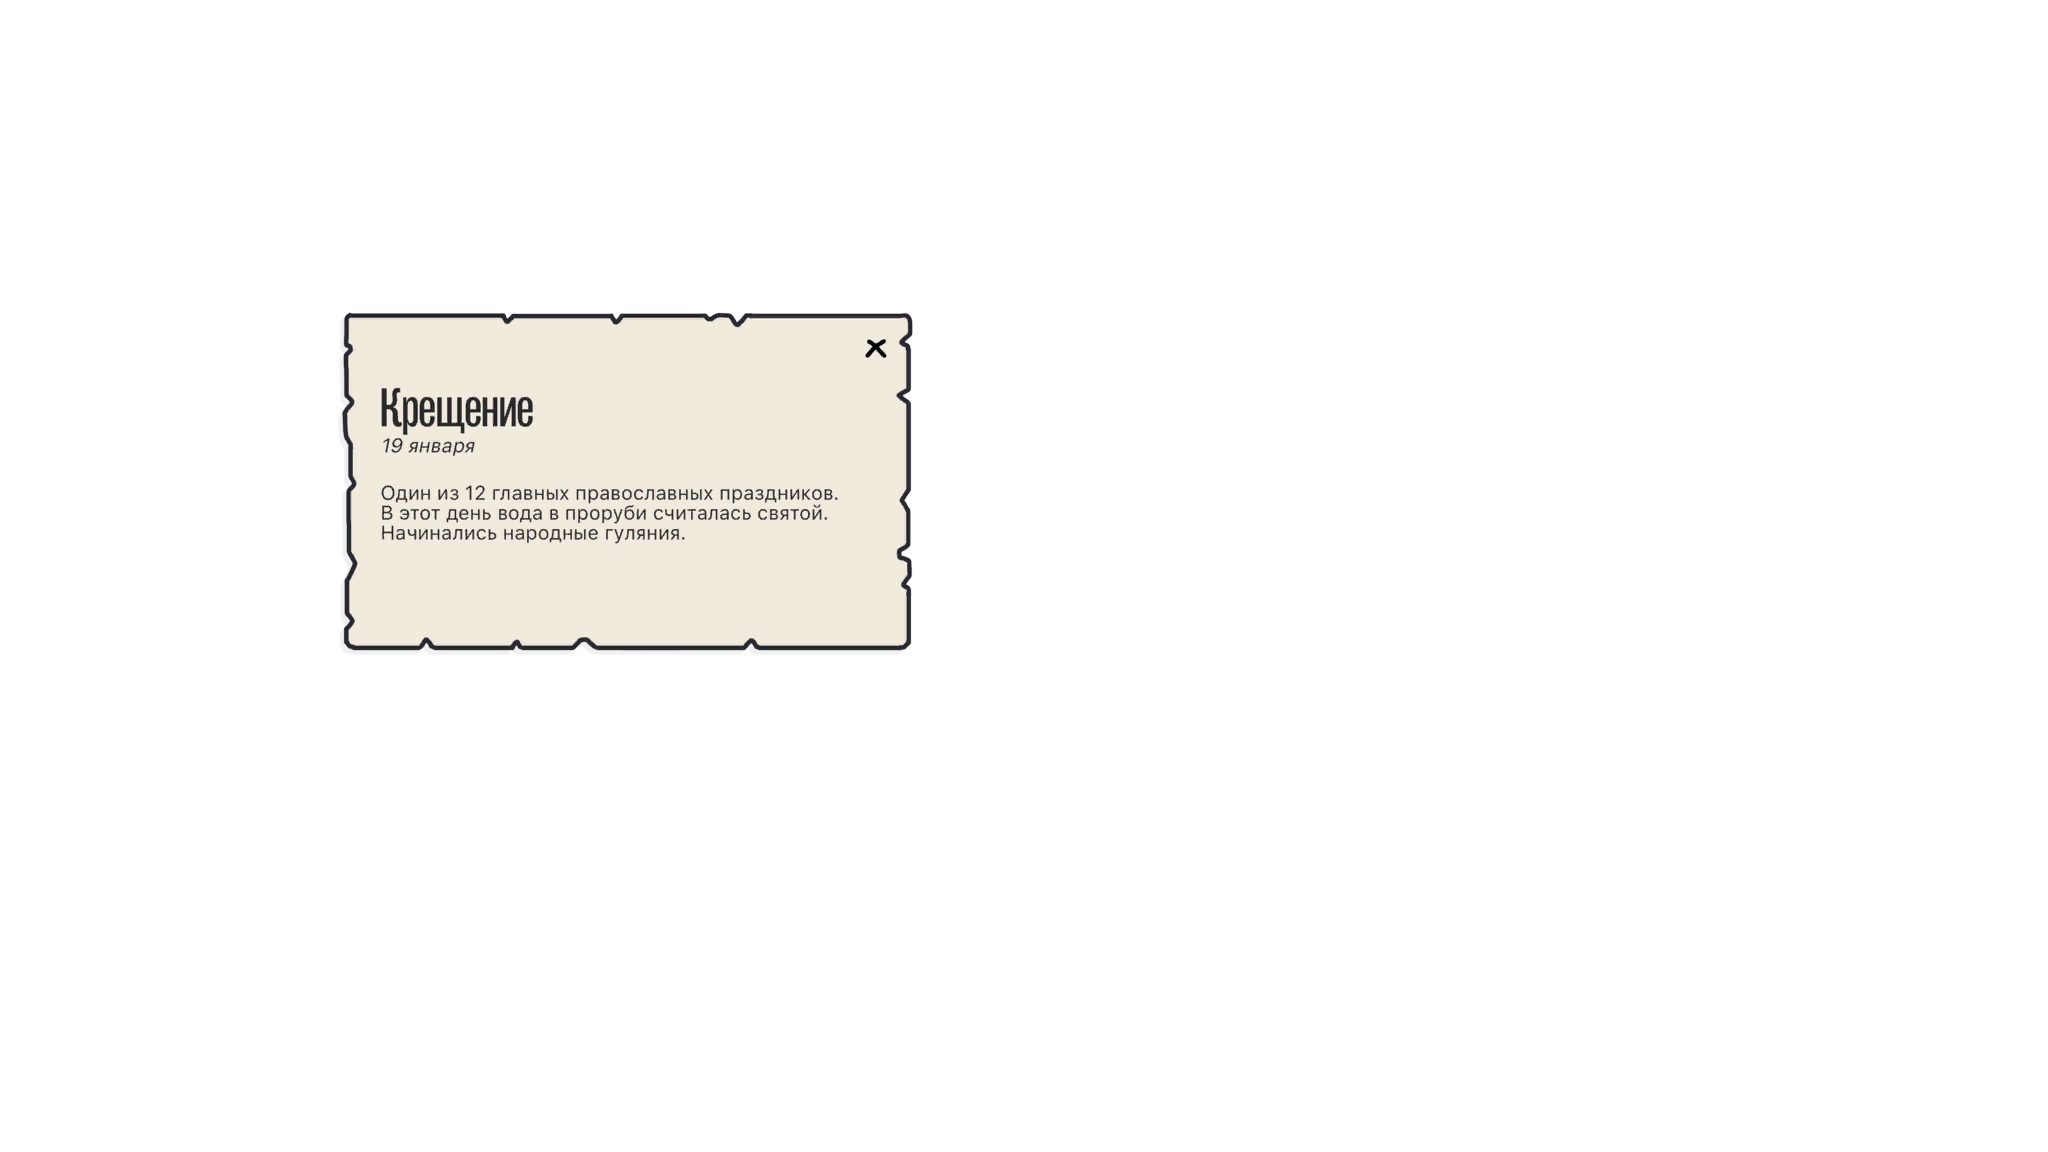 Крещение
19 января
Один из 12 главных православных праздников.
В этот день вода в проруби считалась святой.
Начинались народные гуляния.